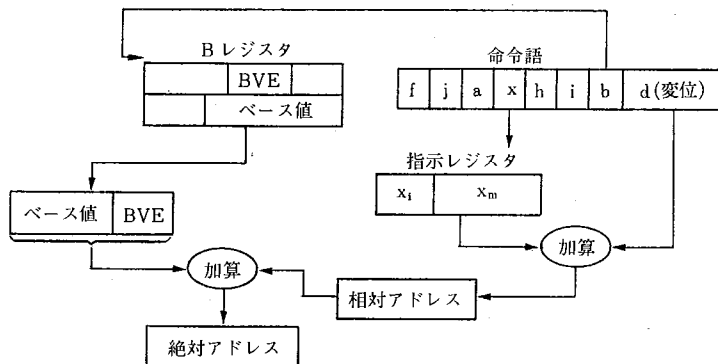 Bレジスタ
BVE
ベース値
命令語
f j a x h i b d(変位)
指示レジスタ
xi xm
ベース値 BVE
加算
加算
相対アドレス
絶対アドレス